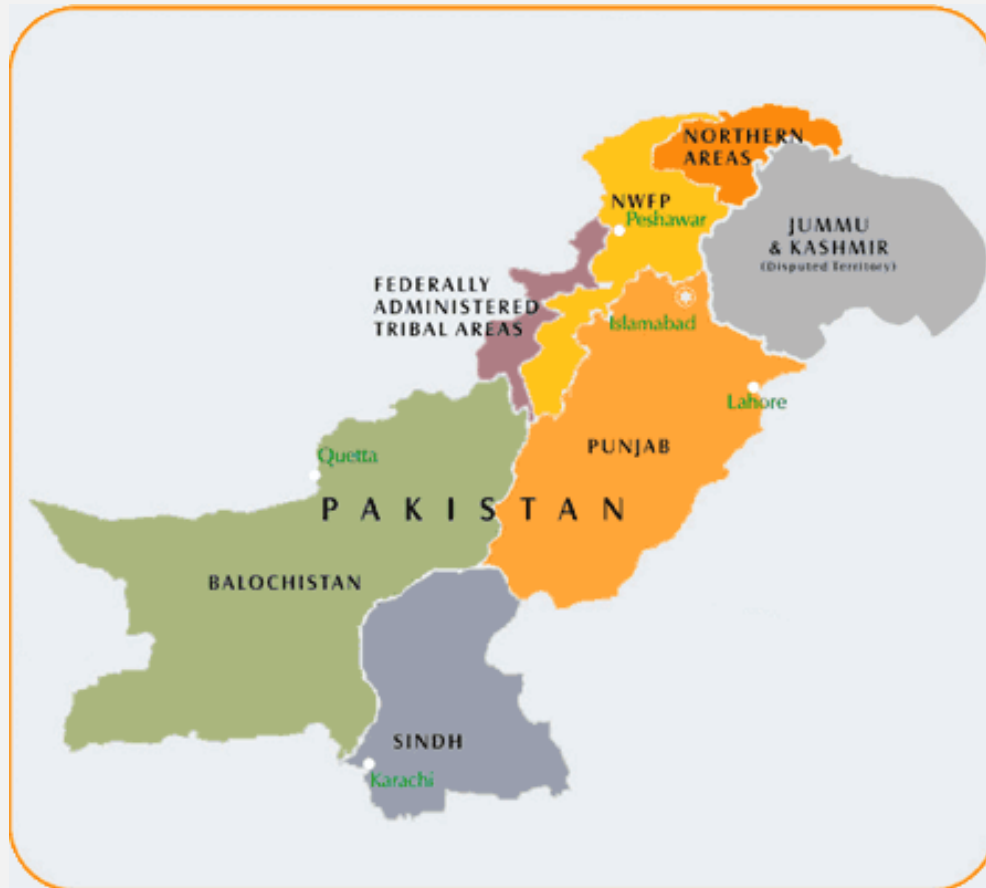 NORTHERN
AREAS
NWFP
Peshawar
JUMMU
& KASHMIR
(Disputed Territory)
FEDERALLY
ADMINISTERED
TRIBAL AREAS
Islamabad
Lahore
PUNJAB
Quetta
PAKISTAN
BALOCHISTAN
SINDH
Karachi